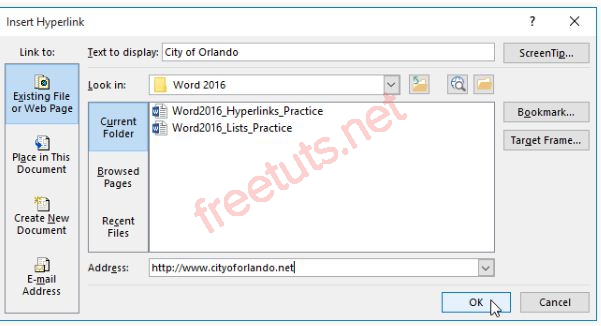 Insert Hyperlink
? ×
Link to:
Text to display: City of Orlando
ScreenTip...
Existing File
or Web Page
Place in This
Document
Create New
Document
E-mail
Address
Look in: Word 2016
Current
Folder
Browsed
Pages
Recent
Files
Word2016_Hyperlinks_Practice
Word2016_Lists_Practice
Bookmark...
Target Frame...
Address: http://www.cityoforlando.net
OK Cancel
freetuts.net